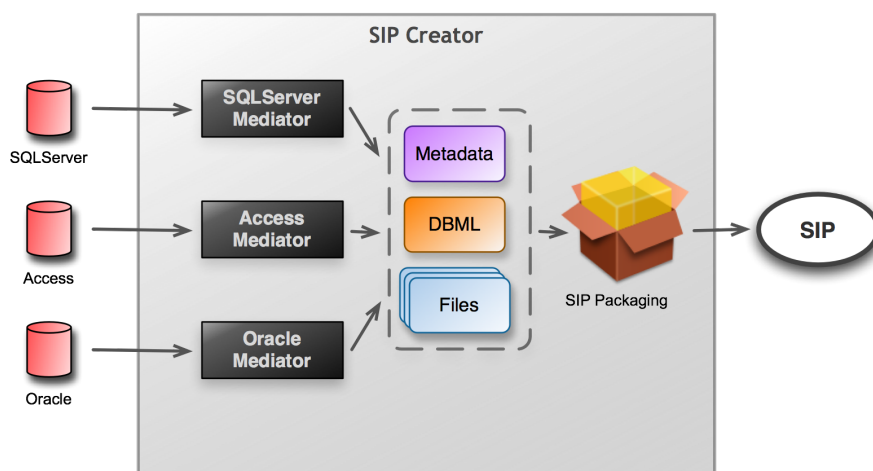 SIP Creator
SQLServer
Mediator
SQLServer
Metadata
Access
Mediator
DBML
SIP
Access
SIP Packaging
Files
Oracle
Mediator
Oracle